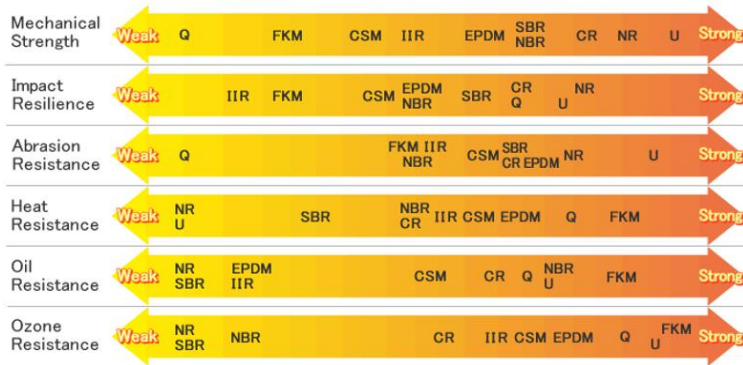 Mechanical Strength Weak Q FKM CSM IIR EPDM SBR NBR CR NR U Strong
Impact Resilience Weak IIR FKM CSM EPDM NBR SBR CR Q U NR Strong
Abrasion Resistance Weak Q FKM IIR NBR CSM SBR CR EPDM NR U Strong
Heat Resistance Weak NR U SBR NBR CR IIR CSM EPDM Q FKM Strong
Oil Resistance Weak NR SBR EPDM IIR CSM CR Q NBR U FKM Strong
Ozone Resistance Weak NR SBR NBR CR IIR CSM EPDM Q U FKM Strong